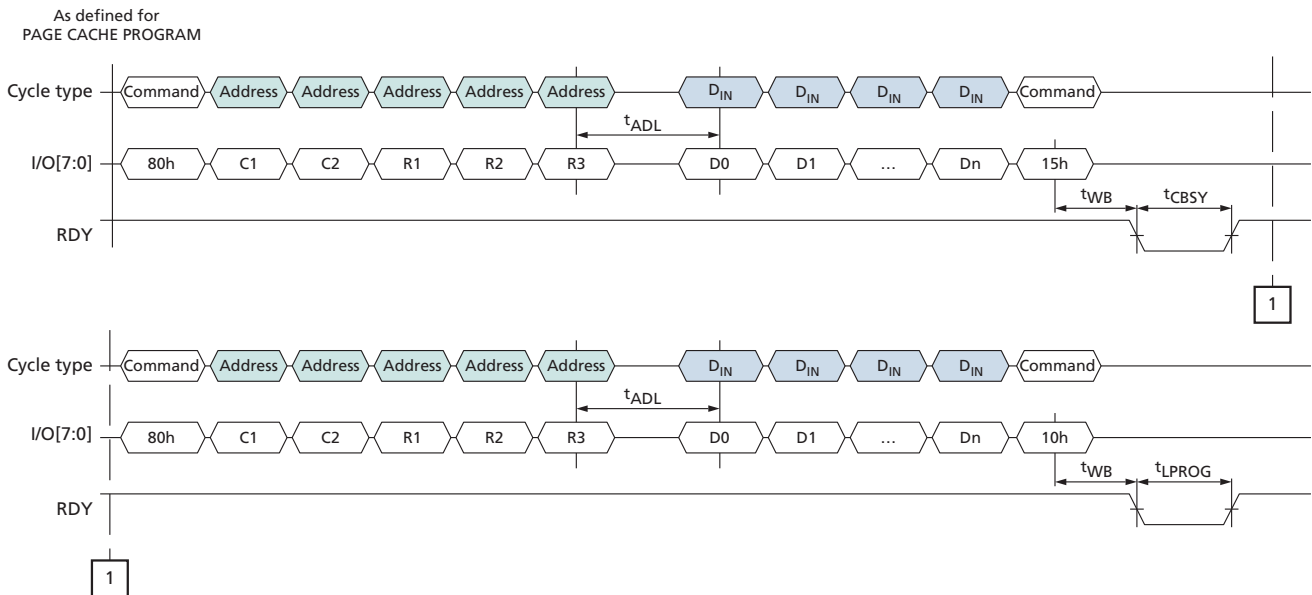 As defined for
PAGE CACHE PROGRAM
Cycle type Command Address Address Address Address Address DIN DIN DIN DIN Command
tADL
I/O[7:0] 80h C1 C2 R1 R2 R3 D0 D1 … Dn 15h
tWB tCBSY
RDY
1
Cycle type Command Address Address Address Address Address DIN DIN DIN DIN Command
tADL
I/O[7:0] 80h C1 C2 R1 R2 R3 D0 D1 … Dn 10h
tWB tLPROG
RDY
1